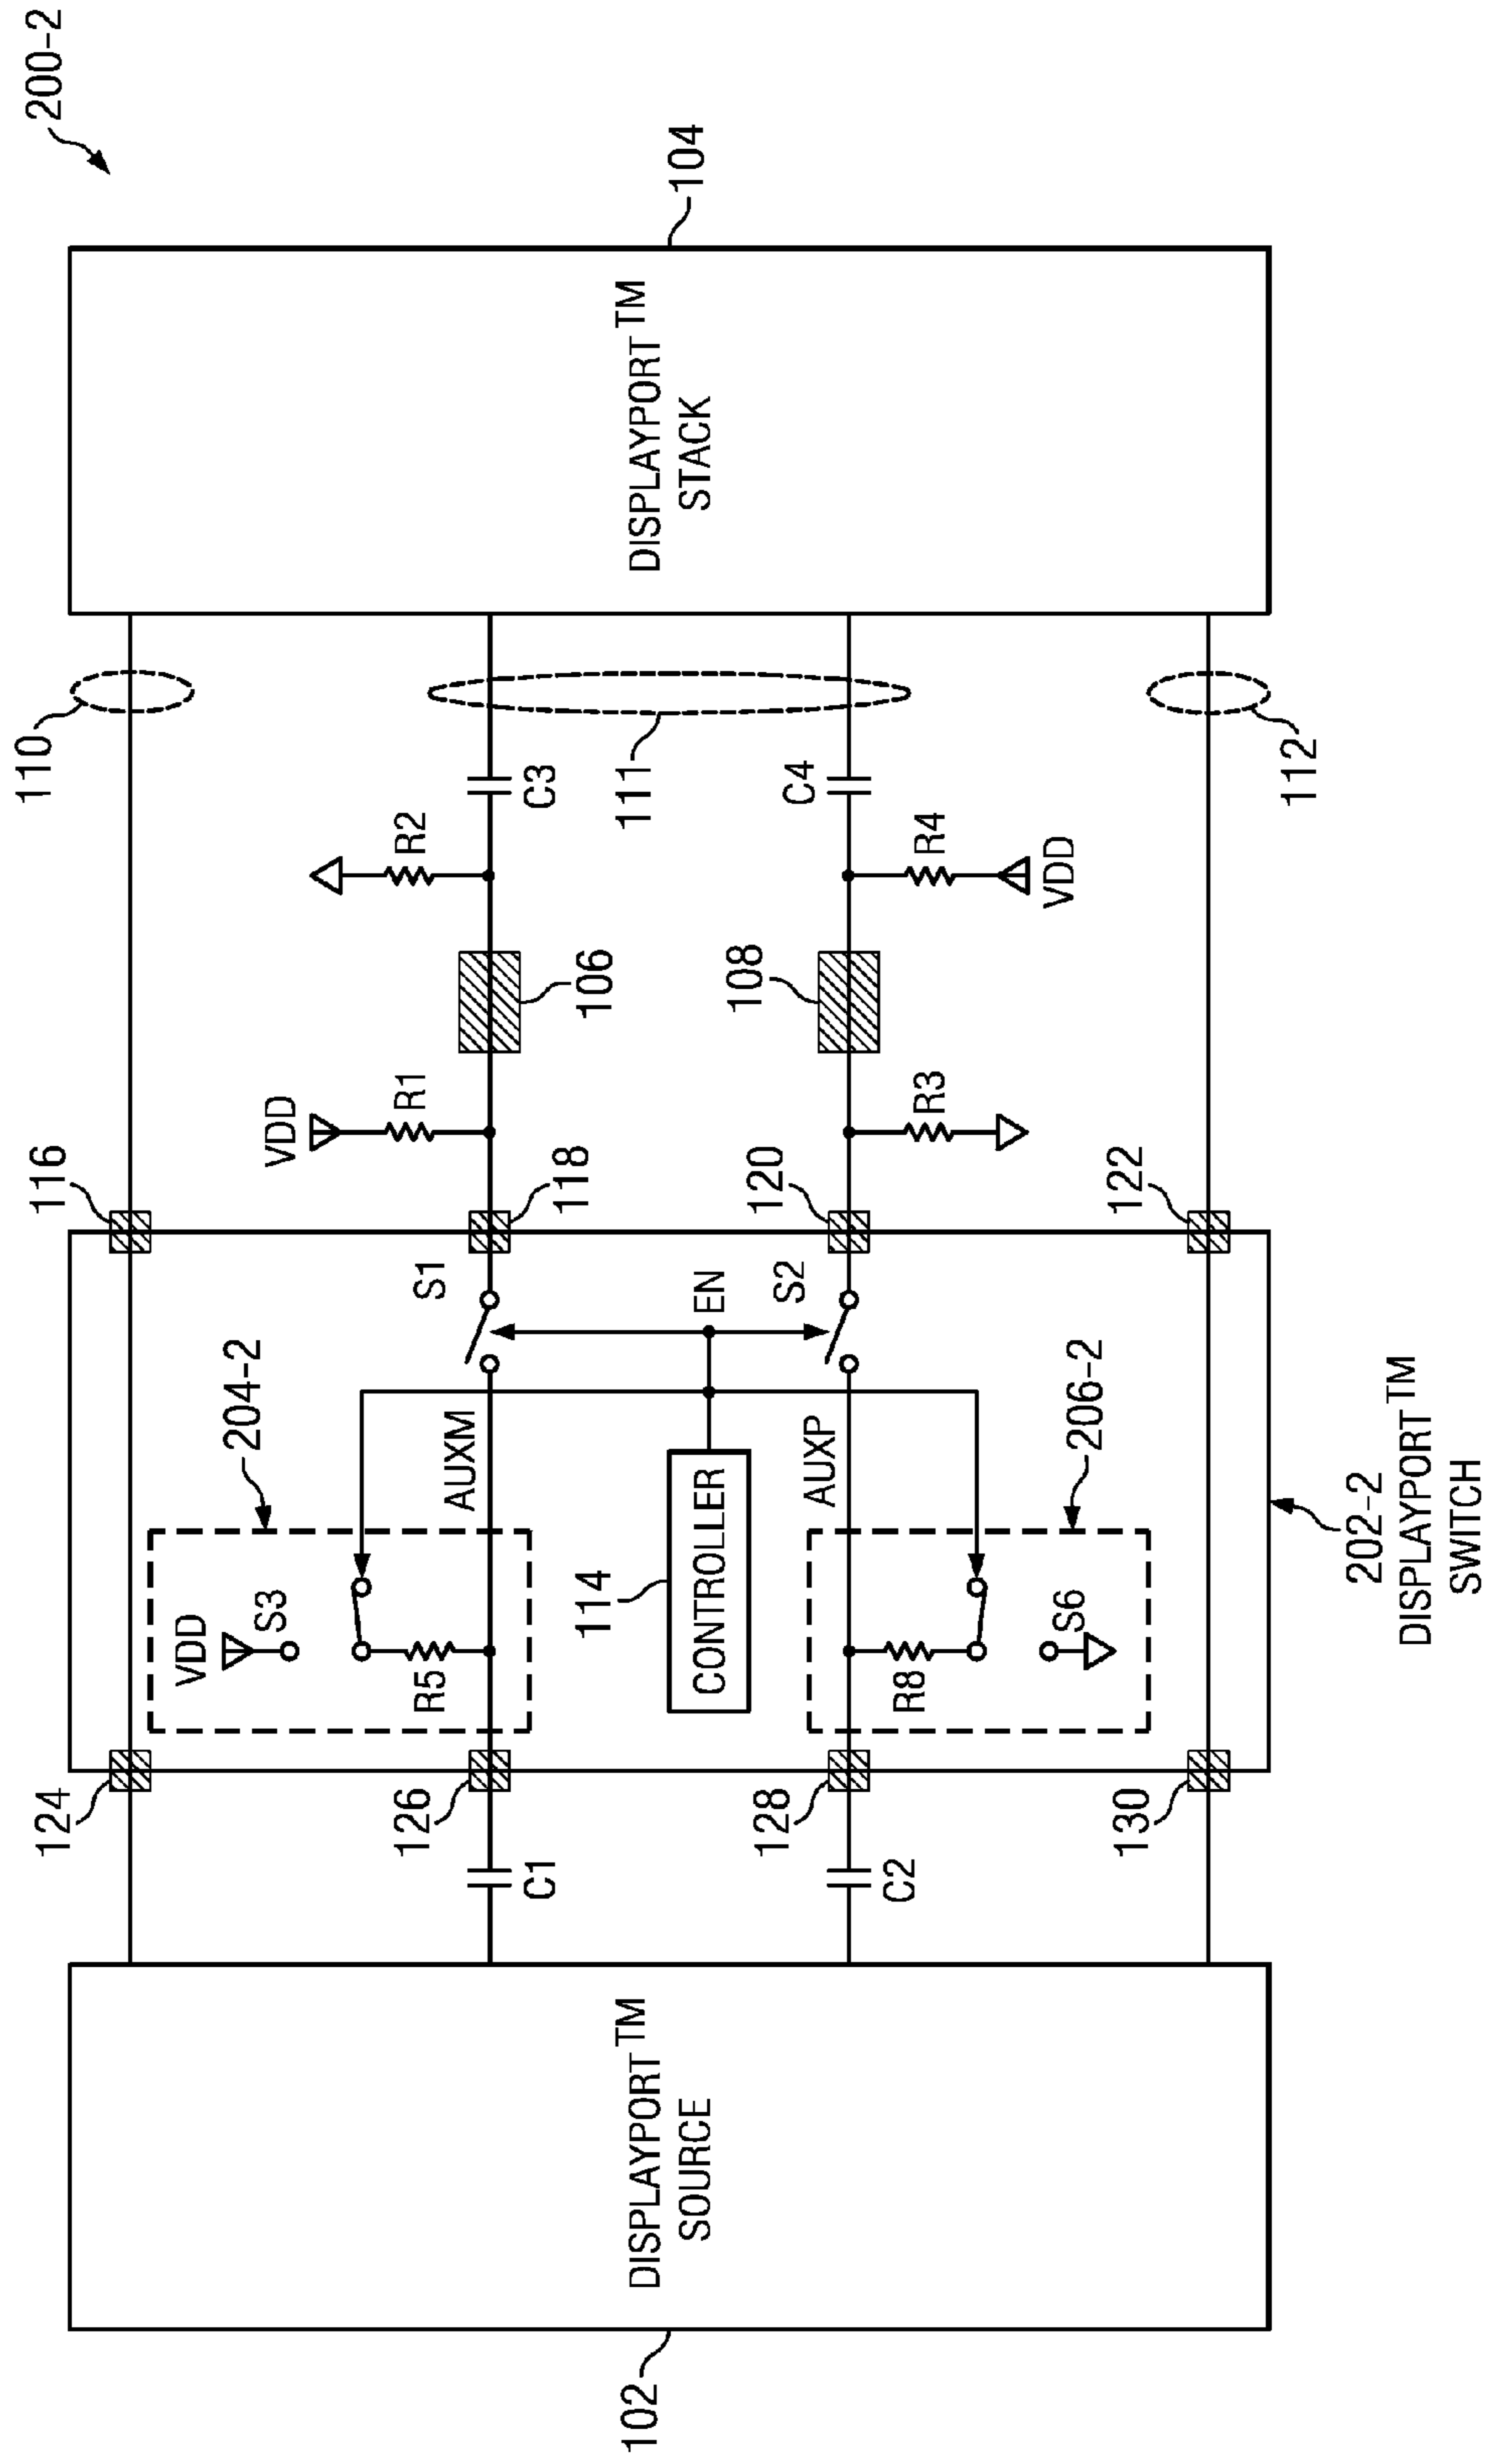 200-2
102
DISPLAYPORT™
SOURCE
C1
C2
124
126
128
130
204-2
VDD
S3
R5
AUXM
S1
114
CONTROLLER
EN
AUXP
S2
R8
S6
206-2
202-2
DISPLAYPORT™
SWITCH
116
118
120
122
VDD
R1
R3
106
108
R2
R4
VDD
C3
C4
110
111
112
DISPLAYPORT™
STACK
104